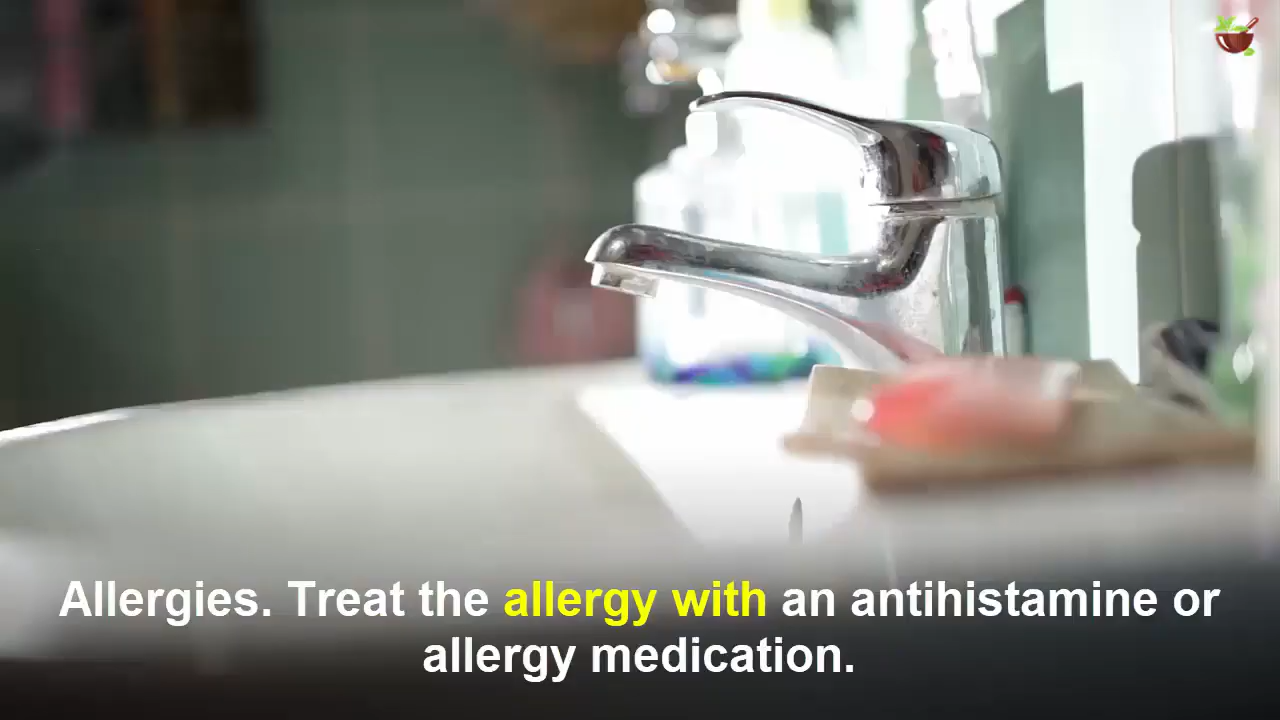 Allergies. Treat the allergy with an antihistamine or
allergy medication.